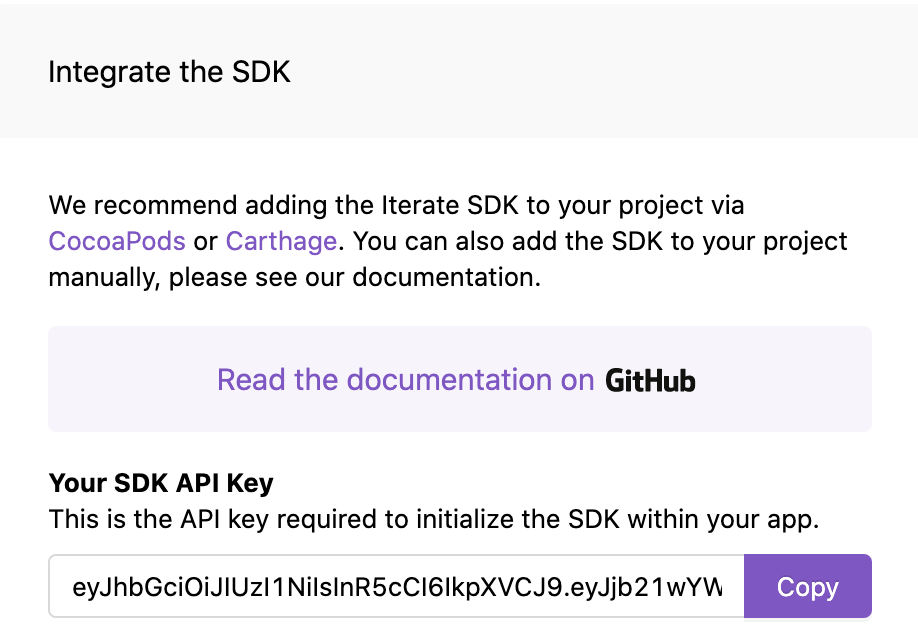 Integrate the SDK
We recommend adding the Iterate SDK to your project via
CocoaPods or Carthage. You can also add the SDK to your project
manually, please see our documentation.
Read the documentation on GitHub
Your SDK API Key
This is the API key required to initialize the SDK within your app.
eyJhbGciOiJIUzI1NiIsInR5cCI6IkpXVCJ9.eyJjb21wYW
Copy